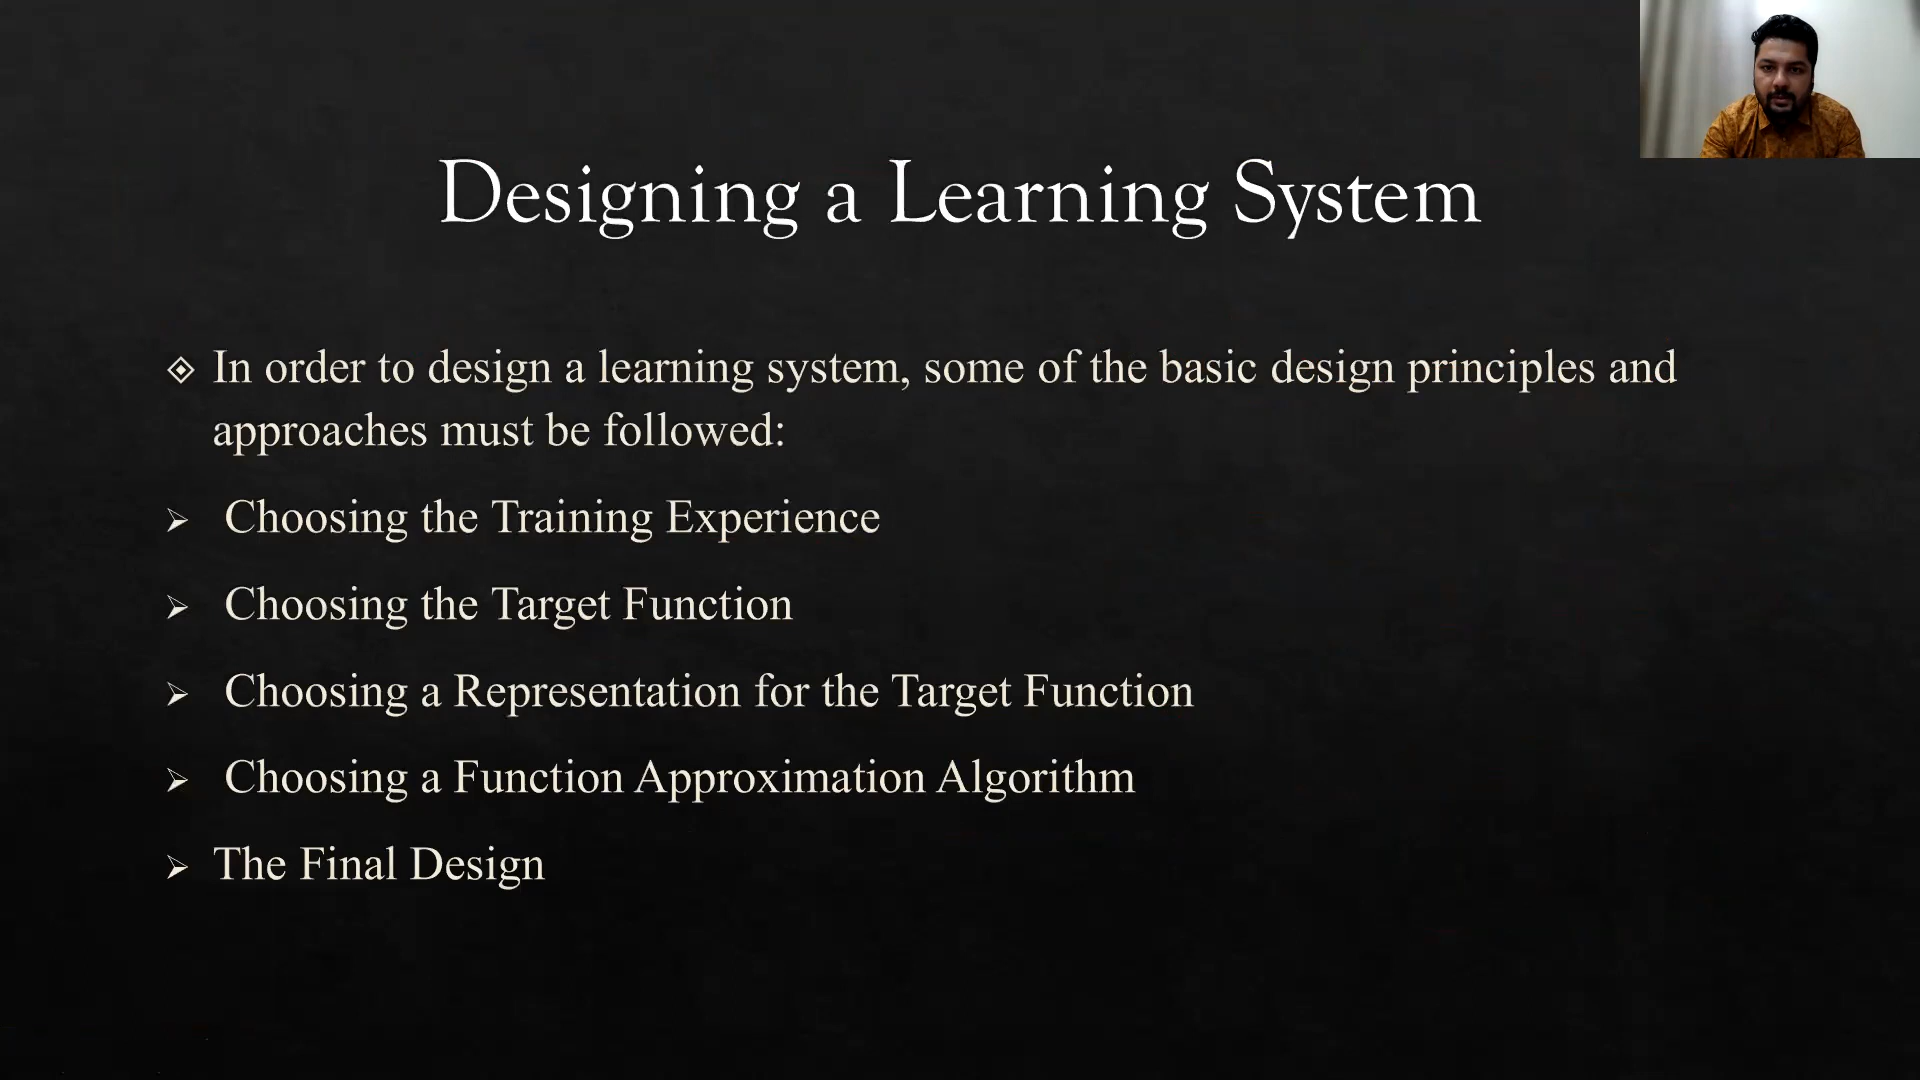 Designing a Learning System
In order to design a learning system, some of the basic design principles and
approaches must be followed:
Choosing the Training Experience
Choosing the Target Function
Choosing a Representation for the Target Function
Choosing a Function Approximation Algorithm
The Final Design